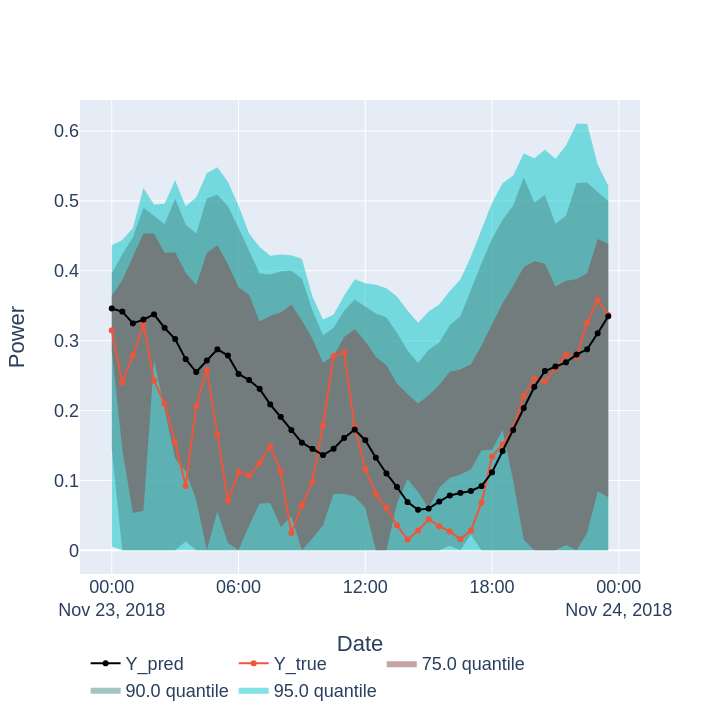 0.6
0.5
0.4
0.3
0.2
0.1
0
Power
00:00 06:00 12:00 18:00 00:00
Nov 23, 2018 Nov 24, 2018
Date
Y_pred Y_true 75.0 quantile
90.0 quantile 95.0 quantile